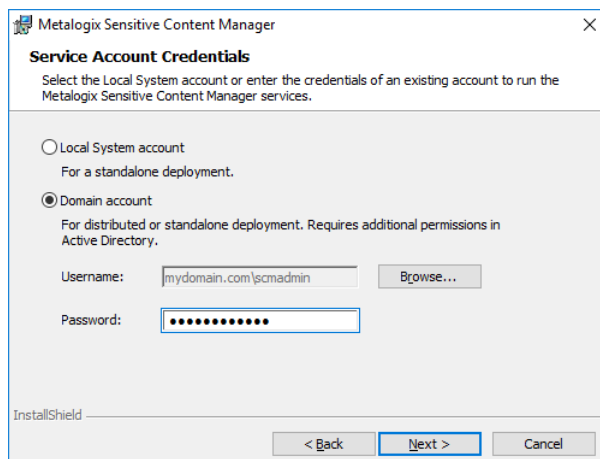 Metalogix Sensitive Content Manager
Service Account Credentials
Select the Local System account or enter the credentials of an existing account to run the
Metalogix Sensitive Content Manager services.
Local System account
For a standalone deployment.
Domain account
For distributed or standalone deployment. Requires additional permissions in
Active Directory.
Username: mydomain.com\scmadmin Browse...
Password: ●●●●●●●●●●●●
InstallShield
< Back Next > Cancel